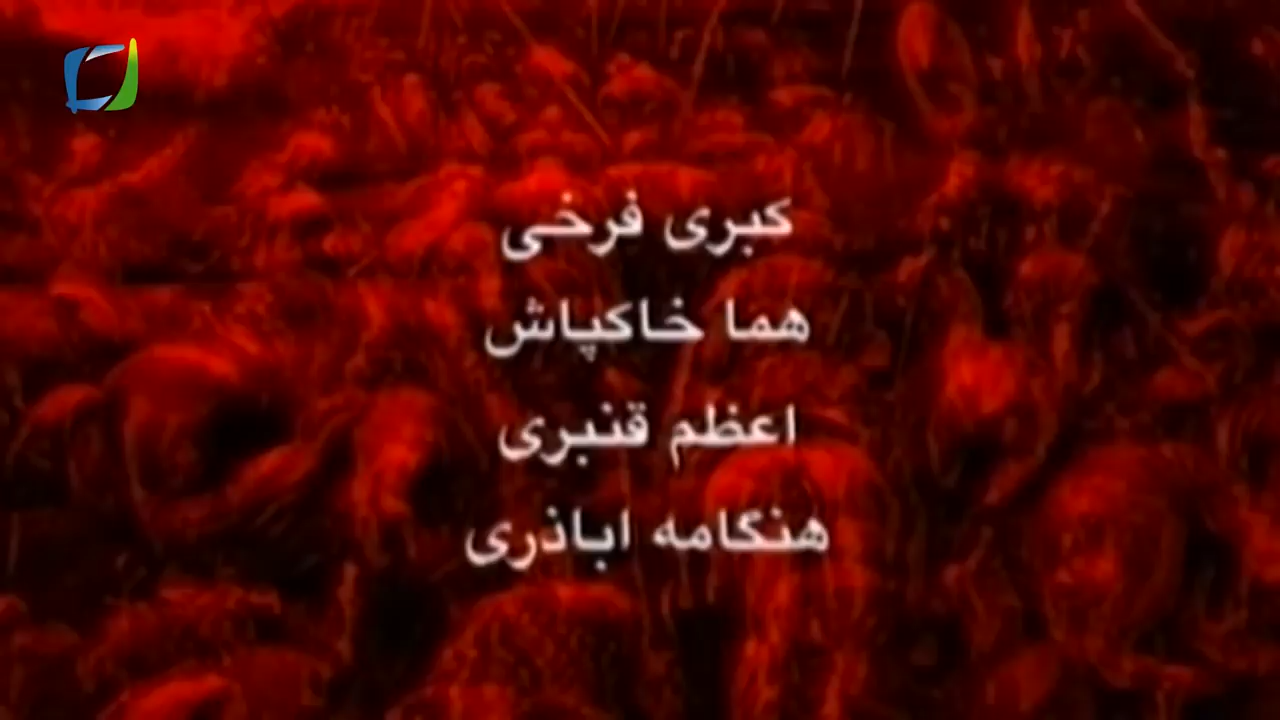 کبری فرخی
هما خاکپاش
اعظم قنبری
هنگامه اباذری